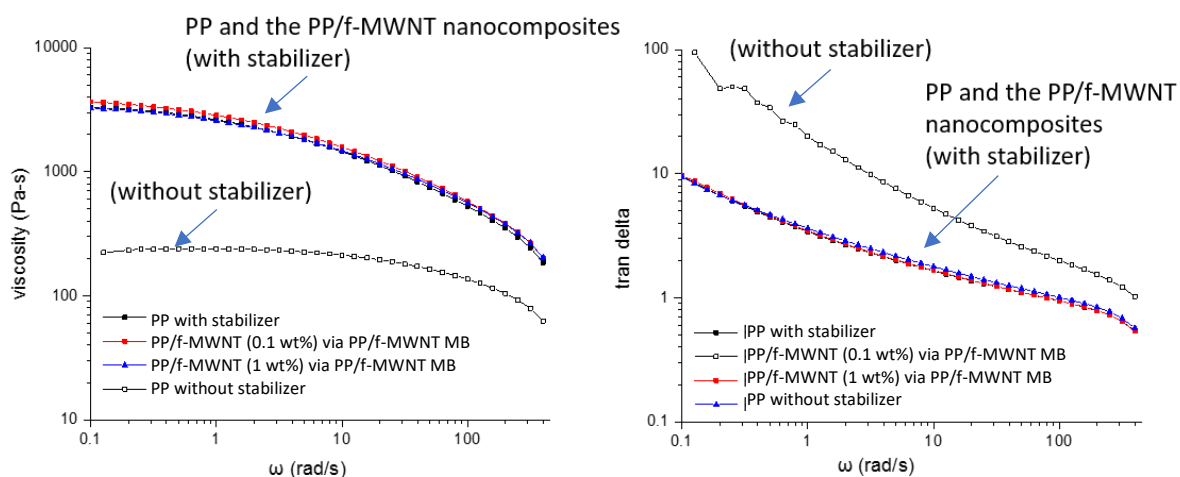 PP and the PP/f-MWNT nanocomposites
(with stabilizer)
(without stabilizer)
10000
1000
100
10
viscosity (Pa-s)
PP with stabilizer
PP/f-MWNT (0.1 wt%) via PP/f-MWNT MB
PP/f-MWNT (1 wt%) via PP/f-MWNT MB
PP without stabilizer
0.1
1
10
100
ω (rad/s)
(without stabilizer)
PP and the PP/f-MWNT
nanocomposites
(with stabilizer)
100
10
1
0.1
tran delta
|PP with stabilizer
|PP/f-MWNT (0.1 wt%) via PP/f-MWNT MB
|PP/f-MWNT (1 wt%) via PP/f-MWNT MB
|PP without stabilizer
0.1
1
10
100
ω (rad/s)